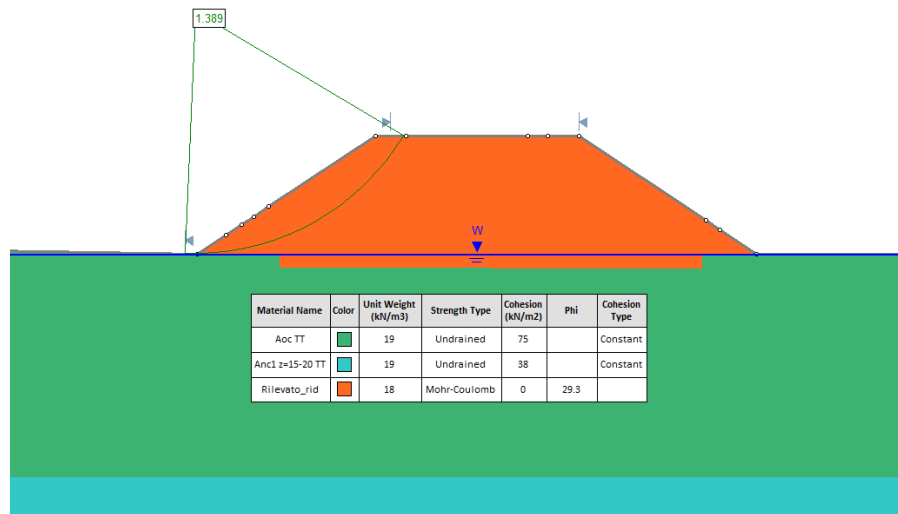 1.389
W
Material Name Color Unit Weight (kN/m3) Strength Type Cohesion (kN/m2) Phi Cohesion Type
Aoc TT 19 Undrained 75 Constant
Anc1 z=15-20 TT 19 Undrained 38 Constant
Rilevato_rid 18 Mohr-Coulomb 0 29.3